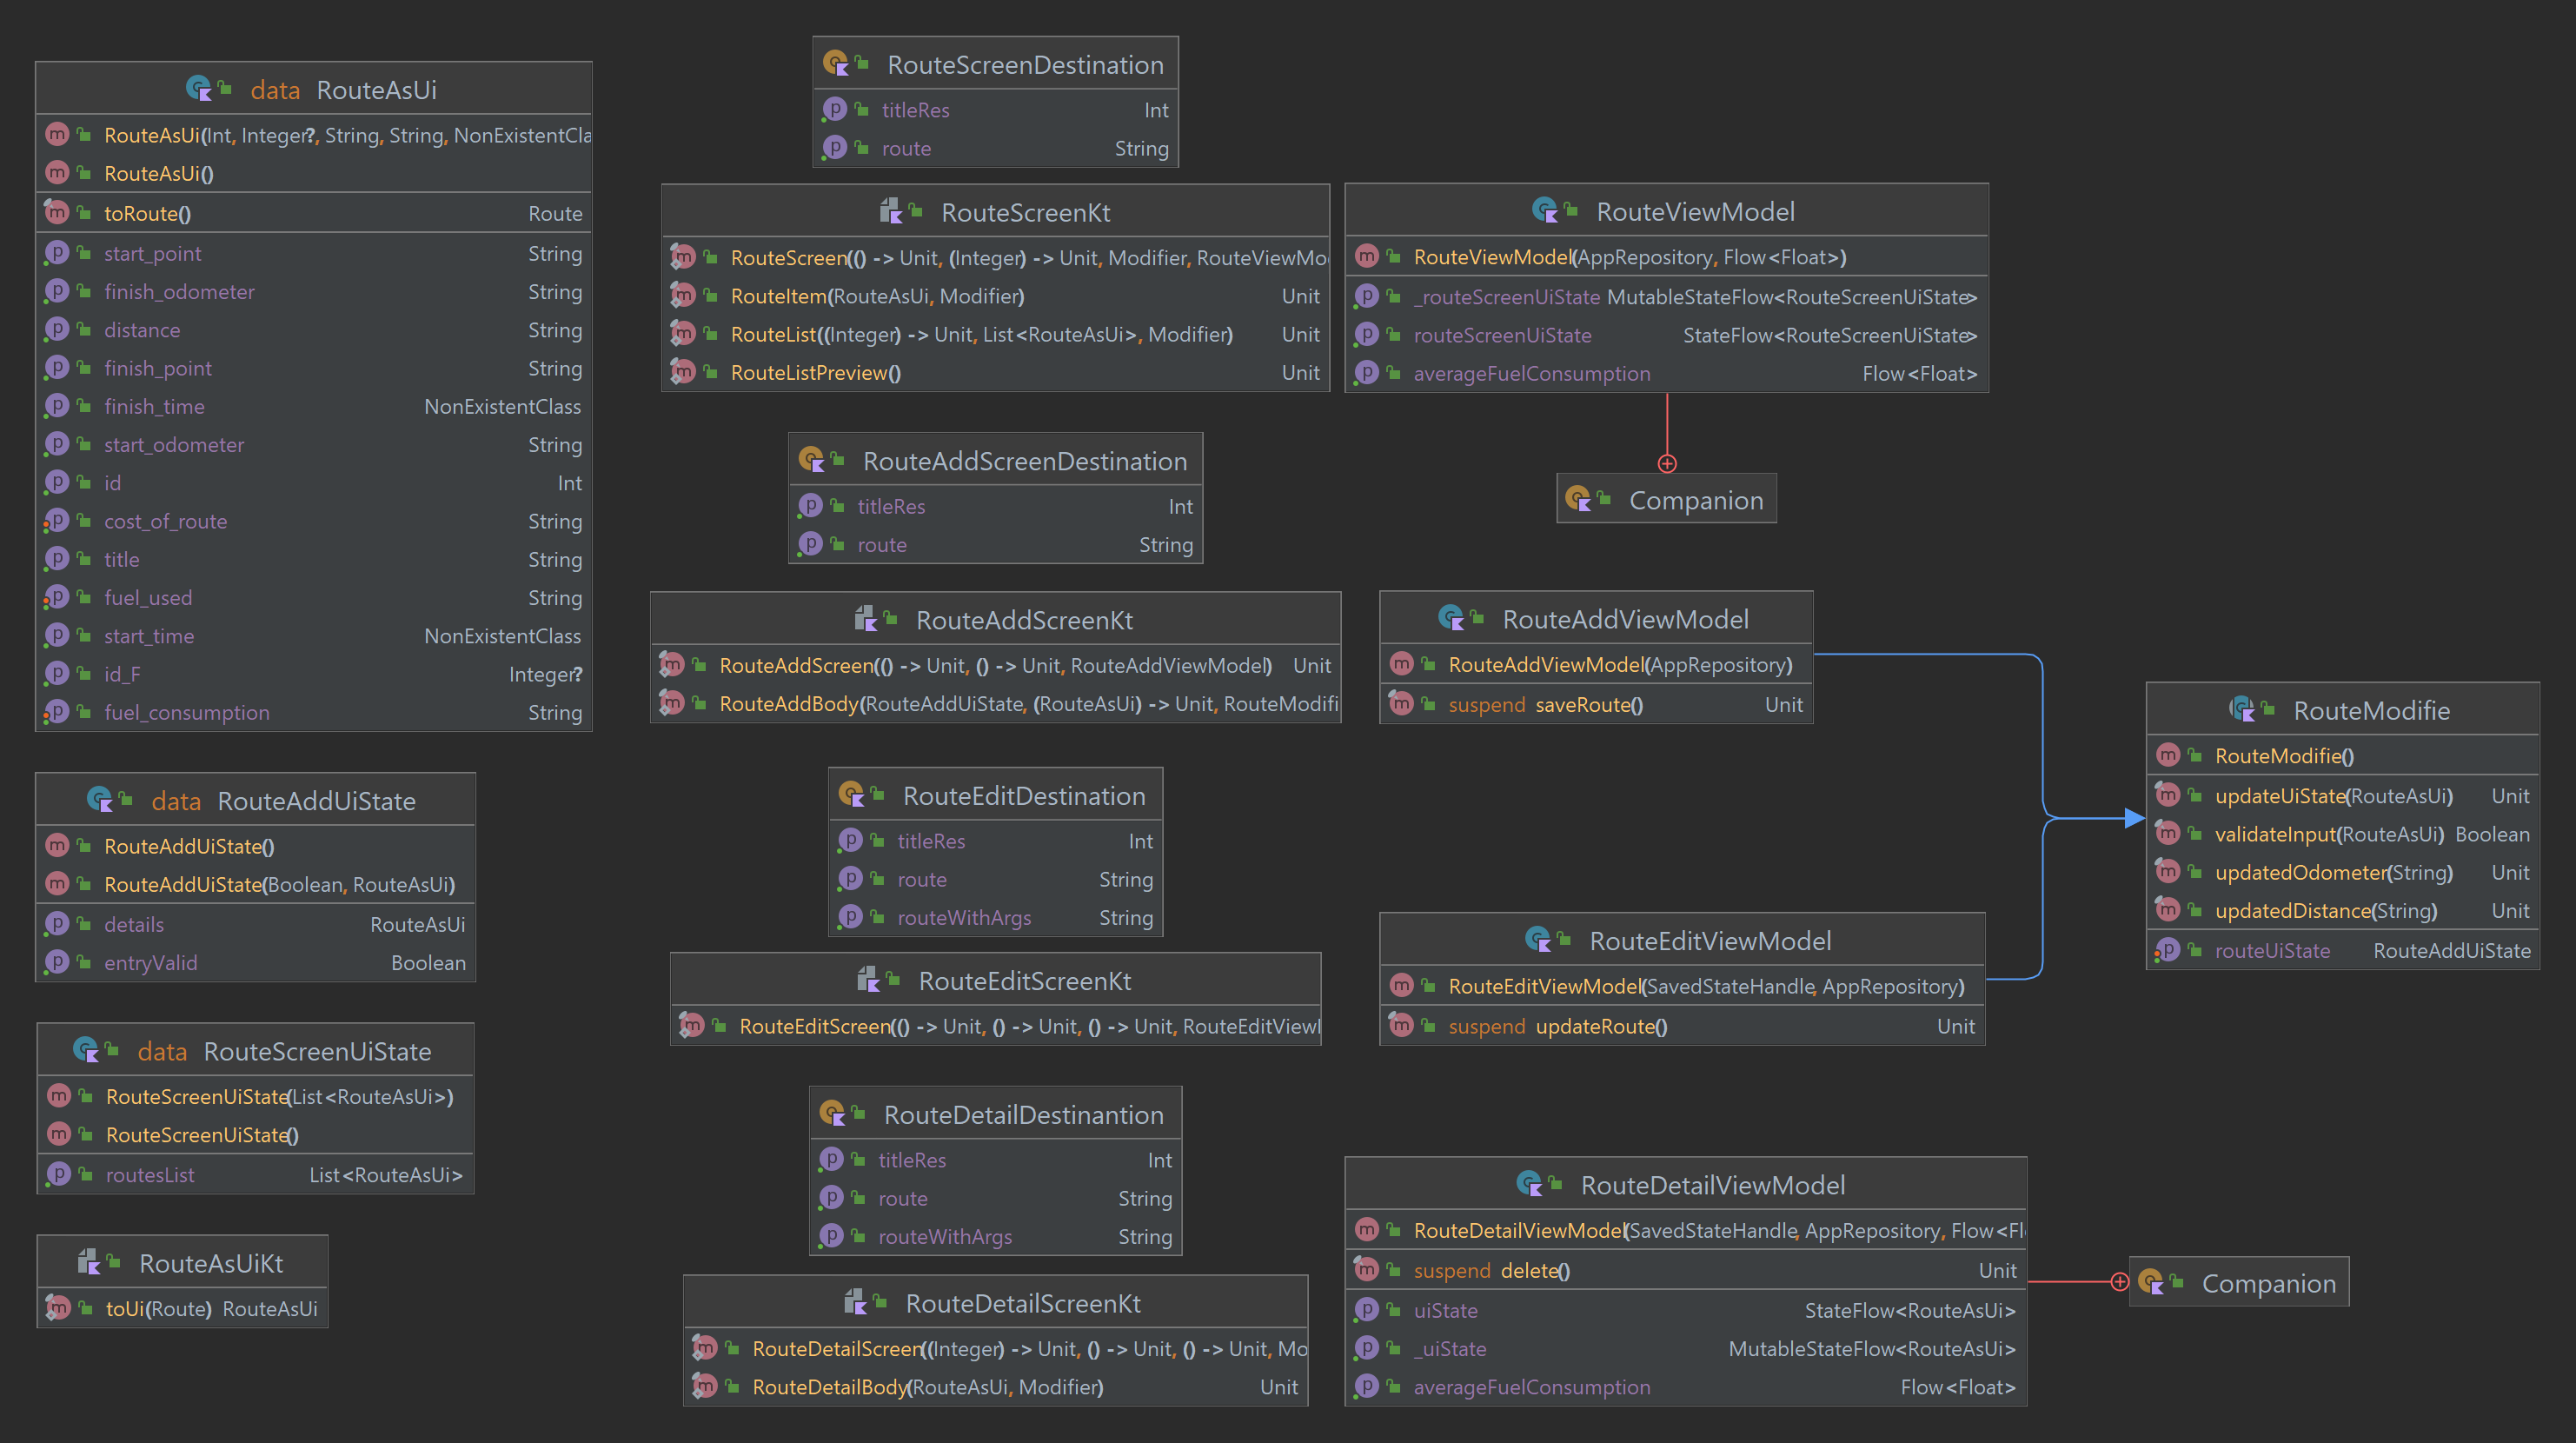 data RouteAsUi
RouteAsUi(Int, Integer?, String, String, NonExistentCla
RouteAsUi()
toRoute() Route
start_point String
finish_odometer String
distance String
finish_point String
finish_time NonExistentClass
start_odometer String
id Int
cost_of_route String
title String
fuel_used String
start_time NonExistentClass
id_F Integer?
fuel_consumption String
data RouteAddUiState
RouteAddUiState()
RouteAddUiState(Boolean, RouteAsUi)
details RouteAsUi
entryValid Boolean
data RouteScreenUiState
RouteScreenUiState(List<RouteAsUi>)
RouteScreenUiState()
routesList List<RouteAsUi>
RouteAsUiKt
toUi(Route) RouteAsUi
RouteScreenDestination
titleRes Int
route String
RouteScreenKt
RouteScreen(() -> Unit, (Integer) -> Unit, Modifier, RouteViewMo
RouteItem(RouteAsUi, Modifier) Unit
RouteList((Integer) -> Unit, List<RouteAsUi>, Modifier) Unit
RouteListPreview() Unit
RouteAddScreenDestination
titleRes Int
route String
RouteAddScreenKt
RouteAddScreen(() -> Unit, () -> Unit, RouteAddViewModel) Unit
RouteAddBody(RouteAddUiState, (RouteAsUi) -> Unit, RouteModifi
RouteEditDestination
titleRes Int
route String
routeWithArgs String
RouteEditScreenKt
RouteEditScreen(() -> Unit, () -> Unit, () -> Unit, RouteEditView
RouteDetailDestinantion
titleRes Int
route String
routeWithArgs String
RouteDetailScreenKt
RouteDetailScreen((Integer) -> Unit, () -> Unit, () -> Unit, Mo
RouteDetailBody(RouteAsUi, Modifier) Unit
RouteViewModel
RouteViewModel(AppRepository, Flow<Float>)
_routeScreenUiState MutableStateFlow<RouteScreenUiState>
routeScreenUiState StateFlow<RouteScreenUiState>
averageFuelConsumption Flow<Float>
Companion
RouteAddViewModel
RouteAddViewModel(AppRepository)
suspend saveRoute() Unit
RouteEditViewModel
RouteEditViewModel(SavedStateHandle, AppRepository)
suspend updateRoute() Unit
RouteDetailViewModel
RouteDetailViewModel(SavedStateHandle, AppRepository, Flow<Fl
suspend delete() Unit
uiState StateFlow<RouteAsUi>
_uiState MutableStateFlow<RouteAsUi>
averageFuelConsumption Flow<Float>
Companion
RouteModifie
RouteModifie()
updateUiState(RouteAsUi) Unit
validateInput(RouteAsUi) Boolean
updatedOdometer(String) Unit
updatedDistance(String) Unit
routeUiState RouteAddUiState